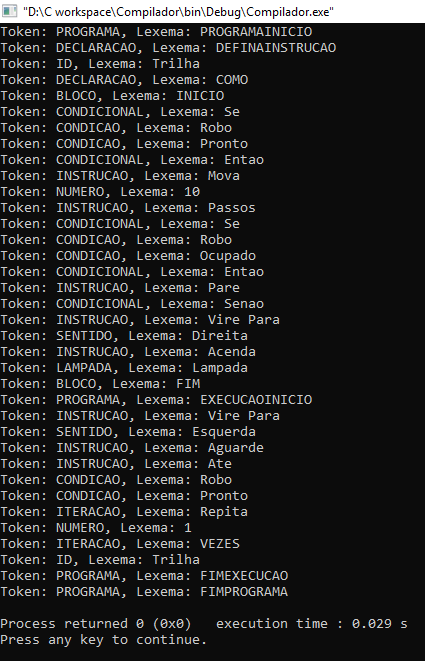 "D:\C workspace\Compilador\bin\Debug\Compilador.exe"
Token: PROGRAMA, Lexema: PROGRAMAINICIO
Token: DECLARACAO, Lexema: DEFINAINSTRUCAO
Token: ID, Lexema: Trilha
Token: DECLARACAO, Lexema: COMO
Token: BLOCO, Lexema: INICIO
Token: CONDICIONAL, Lexema: Se
Token: CONDICAO, Lexema: Robo
Token: CONDICAO, Lexema: Pronto
Token: CONDICIONAL, Lexema: Entao
Token: INSTRUCAO, Lexema: Mova
Token: NUMERO, Lexema: 10
Token: INSTRUCAO, Lexema: Passos
Token: CONDICIONAL, Lexema: Se
Token: CONDICAO, Lexema: Robo
Token: CONDICAO, Lexema: Ocupado
Token: CONDICIONAL, Lexema: Entao
Token: INSTRUCAO, Lexema: Pare
Token: CONDICIONAL, Lexema: Senao
Token: INSTRUCAO, Lexema: Vire Para
Token: SENTIDO, Lexema: Direita
Token: INSTRUCAO, Lexema: Acenda
Token: LAMPADA, Lexema: Lampada
Token: BLOCO, Lexema: FIM
Token: PROGRAMA, Lexema: EXECUCAOINICIO
Token: INSTRUCAO, Lexema: Vire Para
Token: SENTIDO, Lexema: Esquerda
Token: INSTRUCAO, Lexema: Aguarde
Token: INSTRUCAO, Lexema: Ate
Token: CONDICAO, Lexema: Robo
Token: CONDICAO, Lexema: Pronto
Token: ITERACAO, Lexema: Repita
Token: NUMERO, Lexema: 1
Token: ITERACAO, Lexema: VEZES
Token: ID, Lexema: Trilha
Token: PROGRAMA, Lexema: FIMEXECUCAO
Token: PROGRAMA, Lexema: FIMPROGRAMA
Process returned 0 (0x0)   execution time : 0.029 s
Press any key to continue.